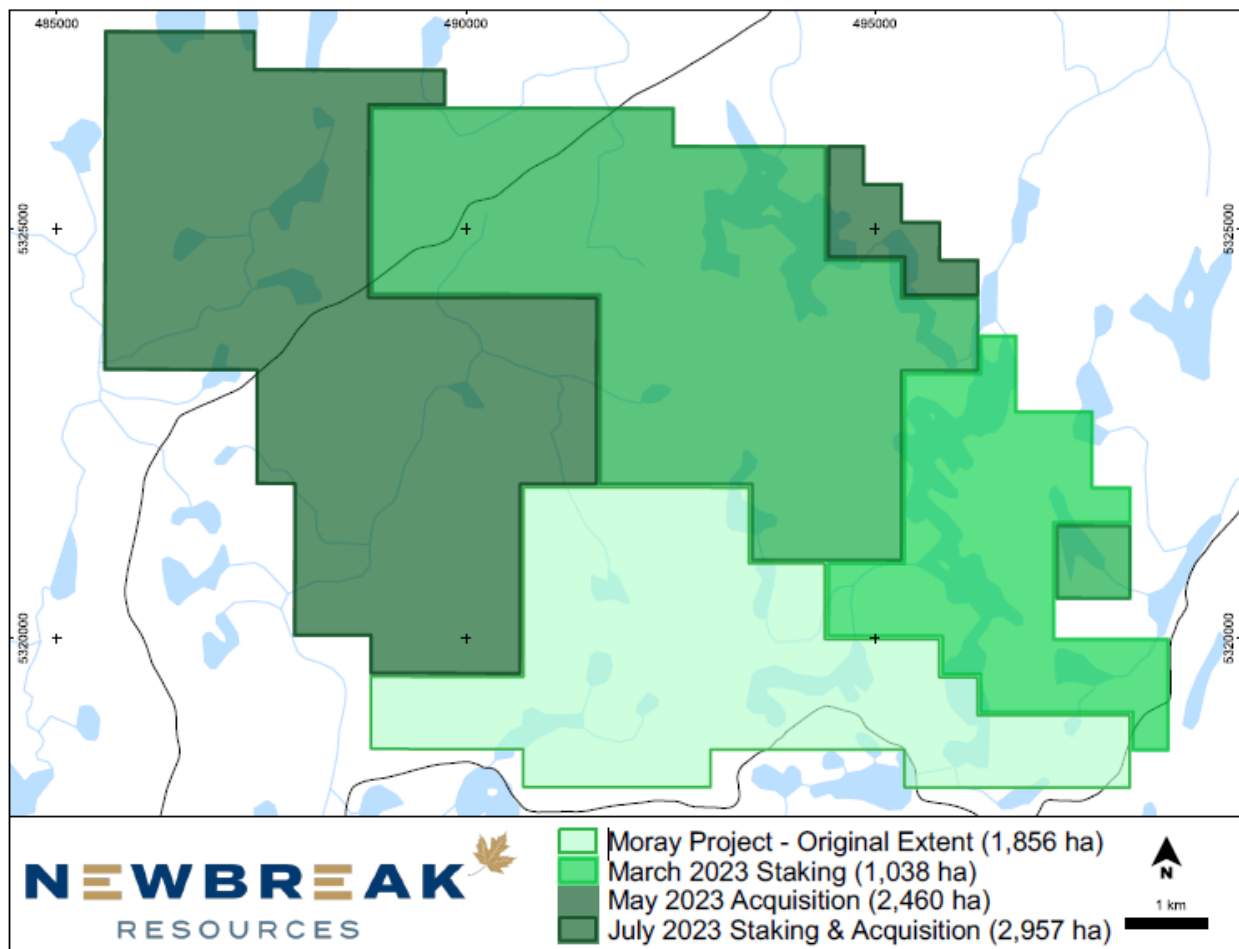 485000 490000 495000
5325000 5325000
5320000 5320000
NEWBREAK
RESOURCES
Moray Project - Original Extent (1,856 ha)
March 2023 Staking (1,038 ha)
May 2023 Acquisition (2,460 ha)
July 2023 Staking & Acquisition (2,957 ha)
N
1 km